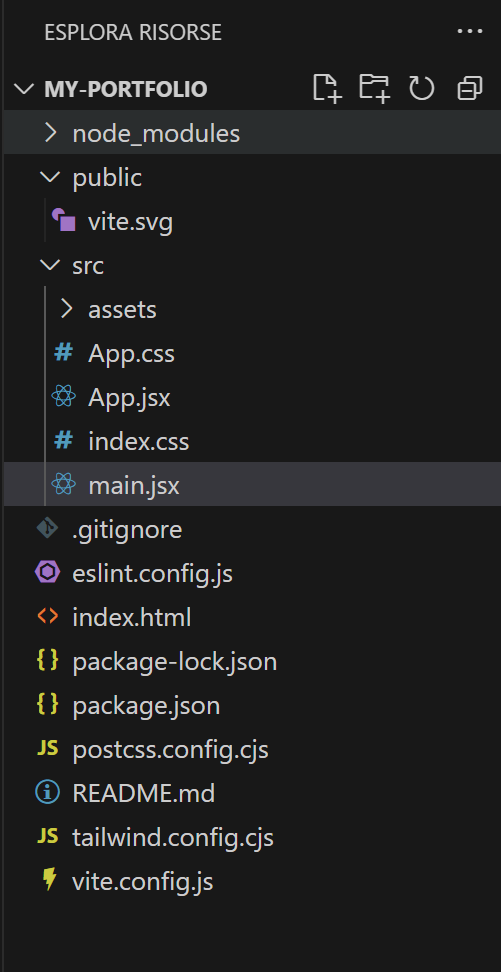 ESPLORA RISORSE
MY-PORTFOLIO
node_modules
public
vite.svg
src
assets
# App.css
App.jsx
# index.css
main.jsx
.gitignore
eslint.config.js
<> index.html
{ } package-lock.json
{ } package.json
JS postcss.config.cjs
README.md
JS tailwind.config.cjs
vite.config.js